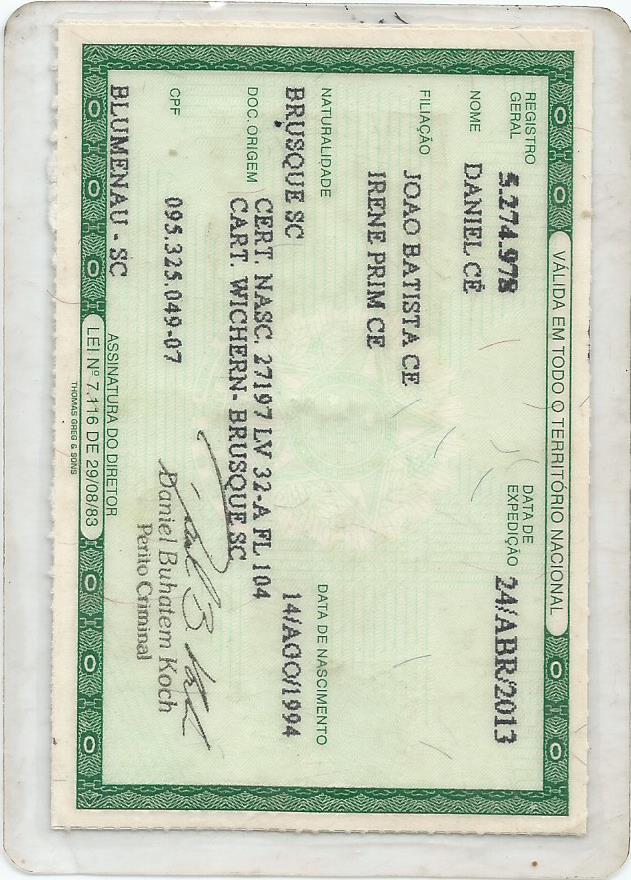 VÁLIDA EM TODO O TERRITÓRIO NACIONAL
REGISTRO GERAL 5.274.978 DATA DE EXPEDIÇÃO 24/ABR/2013
NOME DANIEL CÉ
FILIAÇÃO JOAO BATISTA CE
IRENE PRIM CE
NATURALIDADE DATA DE NASCIMENTO
BRUSQUE SC 14/AGO/1994
DOC. ORIGEM CERT. NASC. 27197 LV 32-A FL 104
CART. WICHERN- BRUSQUE SC
CPF 095.325.049-07
Daniel Buhatem Koch
Perito Criminal
BLUMENAU - SC
ASSINATURA DO DIRETOR
LEI Nº 7.116 DE 29/08/83
THOMAS GREG & SONS